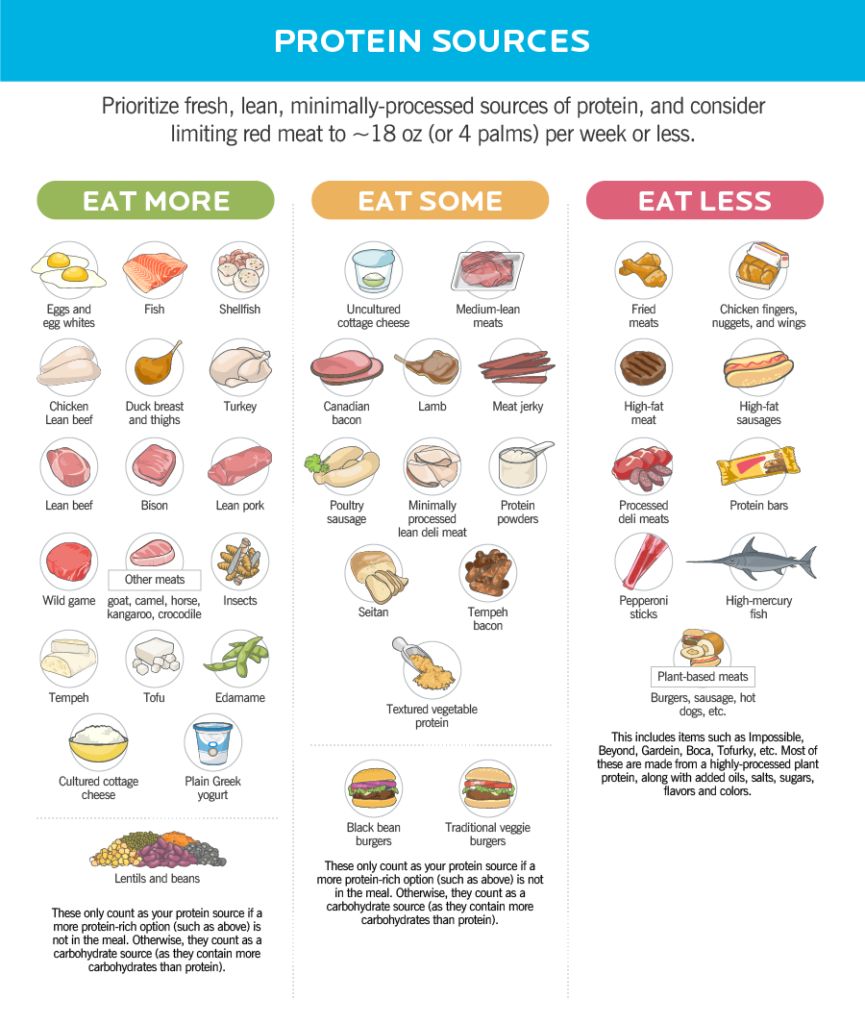 PROTEIN SOURCES
Prioritize fresh, lean, minimally-processed sources of protein, and consider
limiting red meat to ~18 oz (or 4 palms) per week or less.
EAT MORE
Eggs and
egg whites
Fish
Shellfish
Chicken
Lean beef
Duck breast
and thighs
Turkey
Lean beef
Bison
Lean pork
Wild game
Other meats
goat, camel, horse,
kangaroo, crocodile
Insects
Tempeh
Tofu
Edamame
Cultured cottage
cheese
Plain Greek
yogurt
Lentils and beans
These only count as your protein source if a
more protein-rich option (such as above) is
not in the meal. Otherwise, they count as a
carbohydrate source (as they contain more
carbohydrates than protein).
EAT SOME
Uncultured
cottage cheese
Medium-lean
meats
Canadian
bacon
Lamb
Meat jerky
Poultry
sausage
Minimally
processed
lean deli meat
Protein
powders
Seitan
Tempeh
bacon
Textured vegetable
protein
Black bean
burgers
Traditional veggie
burgers
These only count as your protein source if a
more protein-rich option (such as above) is not
in the meal. Otherwise, they count as a
carbohydrate source (as they contain more
carbohydrates than protein).
EAT LESS
Fried
meats
Chicken fingers,
nuggets, and wings
High-fat
meat
High-fat
sausages
Processed
deli meats
Protein bars
Pepperoni
sticks
High-mercury
fish
Plant-based meats
Burgers, sausage, hot
dogs, etc.
This includes items such as Impossible,
Beyond, Gardein, Boca, Tofurky, etc. Most of
these are made from a highly-processed plant
protein, along with added oils, salts, sugars,
flavors and colors.